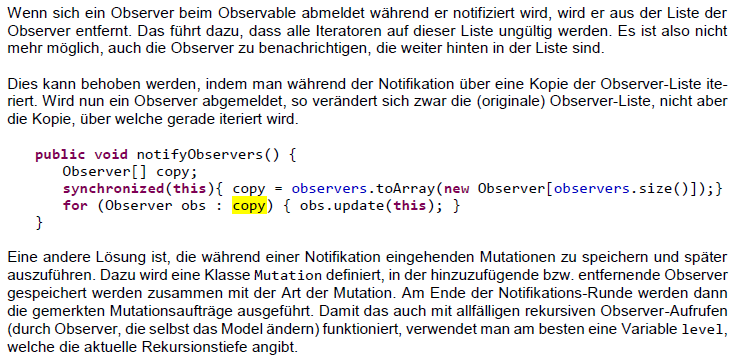 Wenn sich ein Observer beim Observable abmeldet während er notifiziert wird, wird er aus der Liste der
Observer entfernt. Das führt dazu, dass alle Iteratoren auf dieser Liste ungültig werden. Es ist also nicht
mehr möglich, auch die Observer zu benachrichtigen, die weiter hinten in der Liste sind.
Dies kann behoben werden, indem man während der Notifikation über eine Kopie der Observer-Liste ite-
riert. Wird nun ein Observer abgemeldet, so verändert sich zwar die (originale) Observer-Liste, nicht aber
die Kopie, über welche gerade iteriert wird.
public void notifyObservers() {
Observer[] copy;
synchronized(this){ copy = observers.toArray(new Observer[observers.size()]);}
for (Observer obs : copy) { obs.update(this); }
}
Eine andere Lösung ist, die während einer Notifikation eingehenden Mutationen zu speichern und später
auszuführen. Dazu wird eine Klasse Mutation definiert, in der hinzuzufügende bzw. entfernende Observer
gespeichert werden zusammen mit der Art der Mutation. Am Ende der Notifikations-Runde werden dann
die gemerkten Mutationsaufträge ausgeführt. Damit das auch mit allfälligen rekursiven Observer-Aufrufen
(durch Observer, die selbst das Model ändern) funktioniert, verwendet man am besten eine Variable level,
welche die aktuelle Rekursionstiefe angibt.